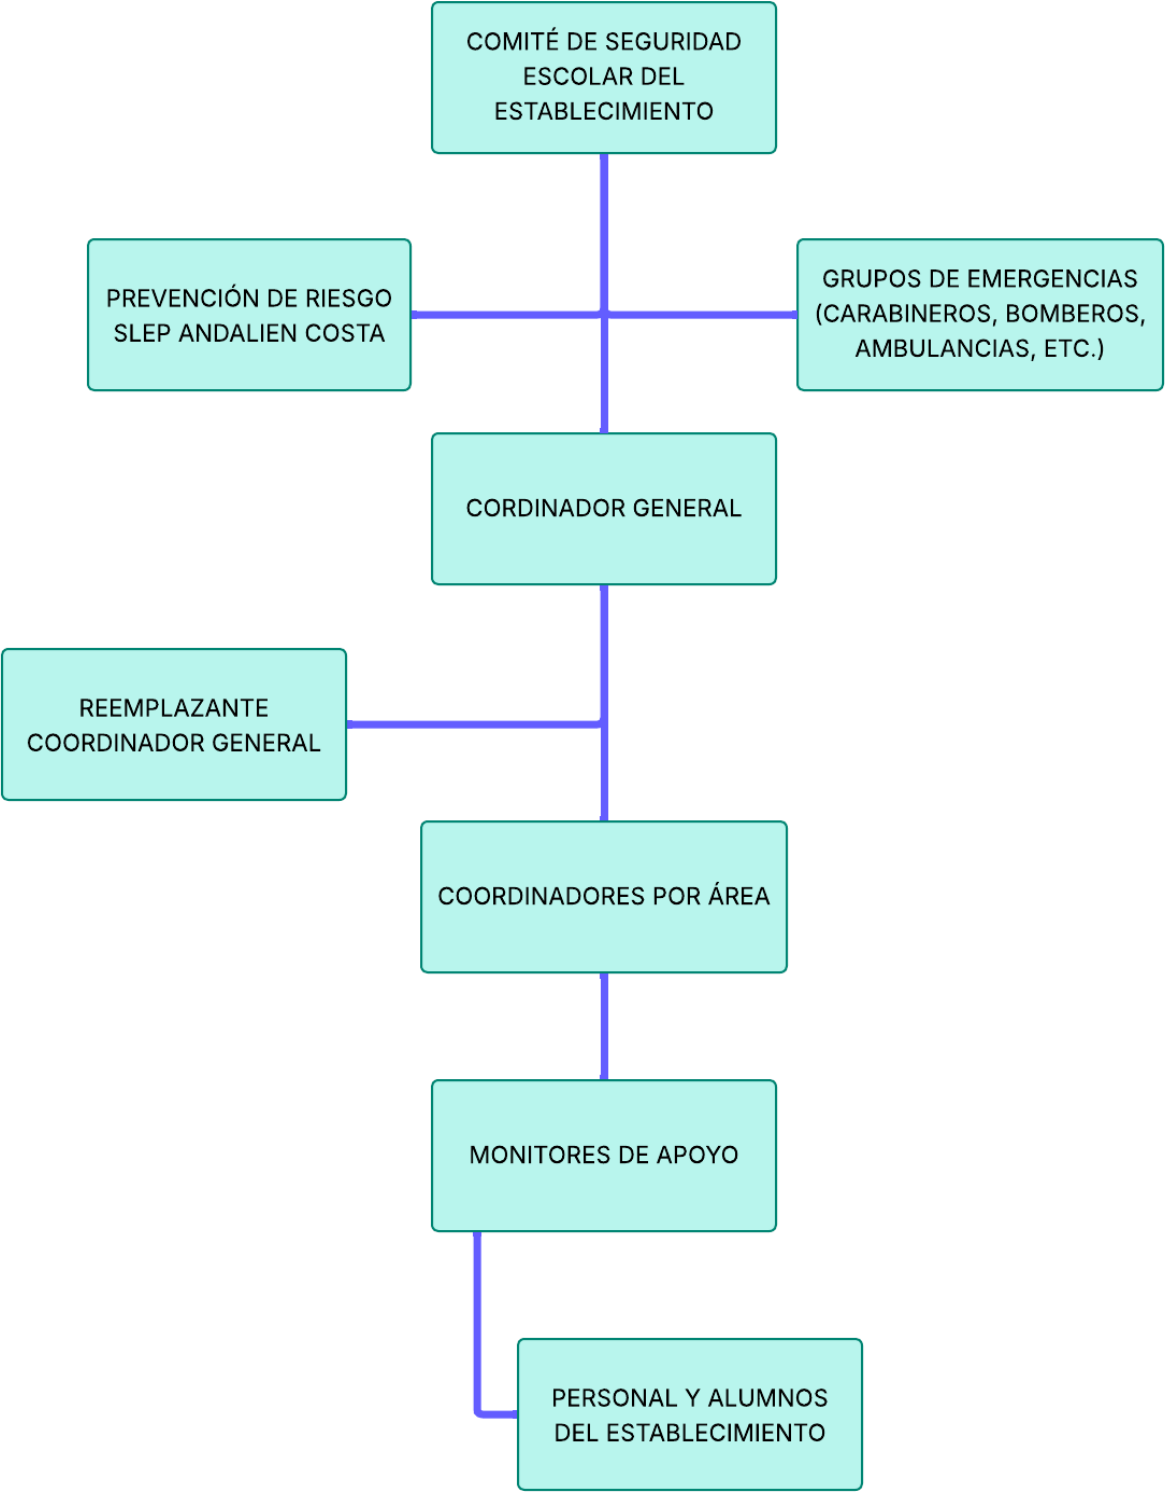 COMITÉ DE SEGURIDAD
ESCOLAR DEL
ESTABLECIMIENTO
PREVENCIÓN DE RIESGO
SLEP ANDALIEN COSTA
GRUPOS DE EMERGENCIAS
(CARABINEROS, BOMBEROS,
AMBULANCIAS, ETC.)
CORDINADOR GENERAL
REEMPLAZANTE
COORDINADOR GENERAL
COORDINADORES POR ÁREA
MONITORES DE APOYO
PERSONAL Y ALUMNOS
DEL ESTABLECIMIENTO